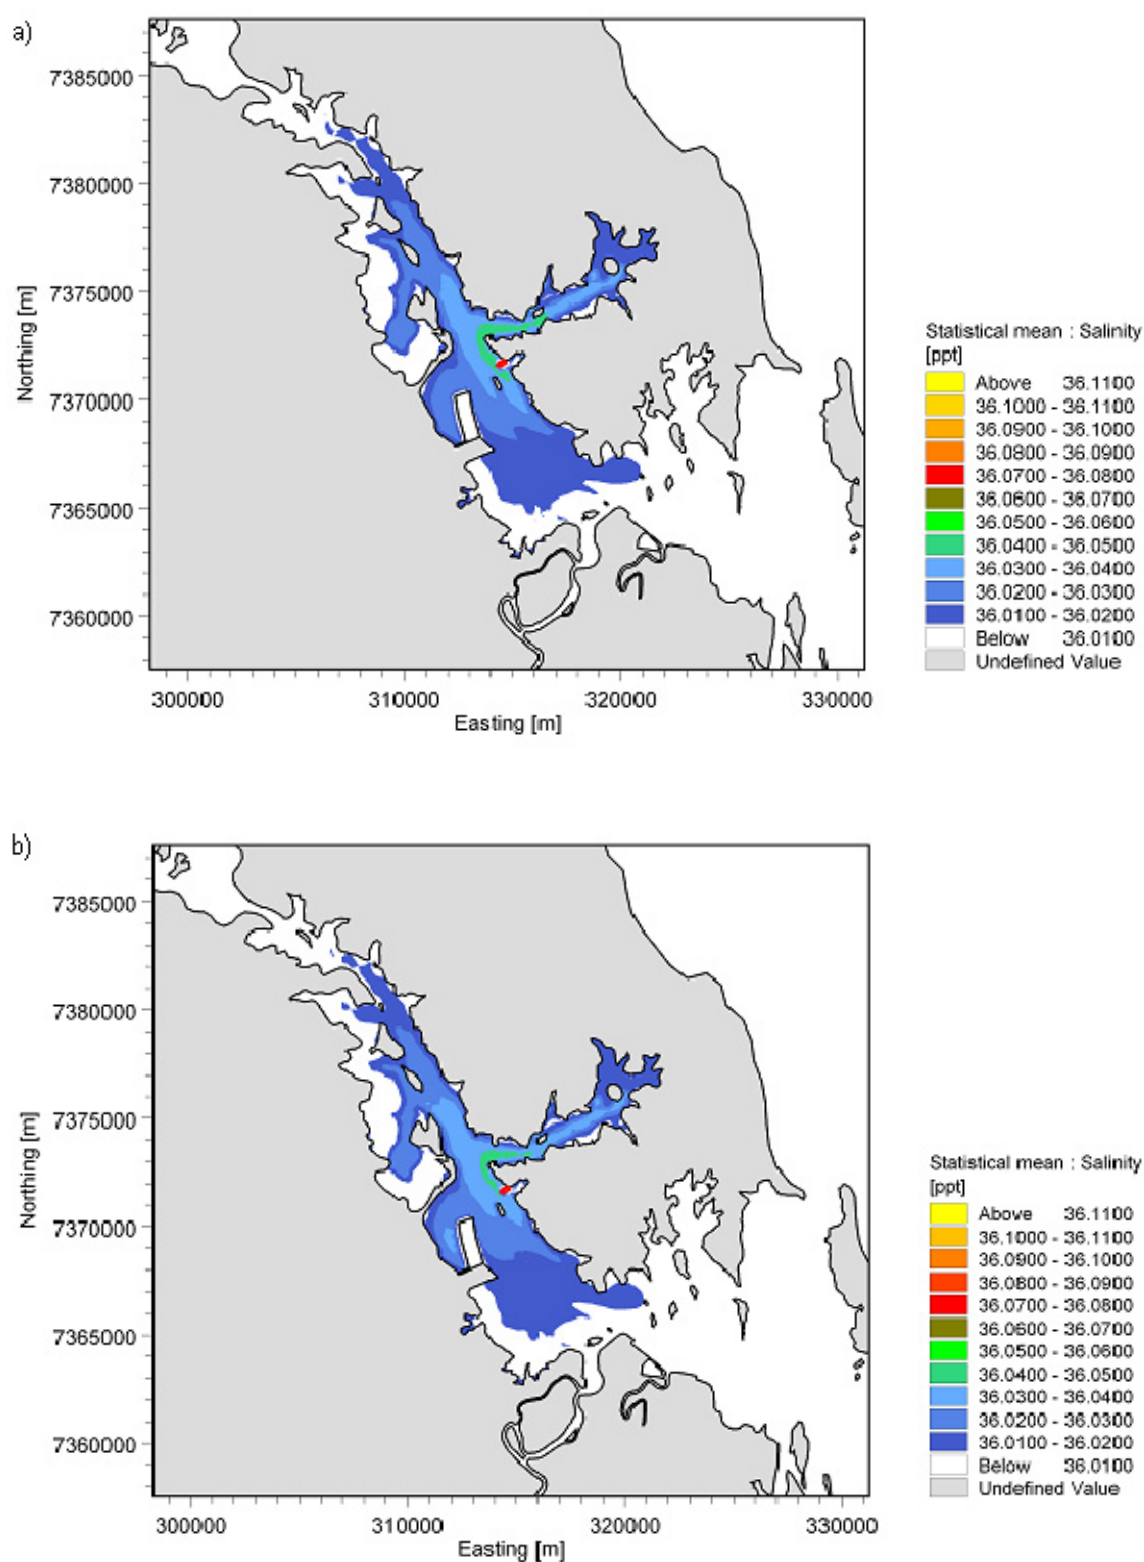 a)
7385000
7380000
7375000
7370000
7365000
7360000
Northing [m]
300000 310000 320000 330000
Easting [m]
Statistical mean : Salinity
[ppt]
Above 36.1100
36.1000 - 36.1100
36.0900 - 36.1000
36.0800 - 36.0900
36.0700 - 36.0800
36.0600 - 36.0700
36.0500 - 36.0600
36.0400 - 36.0500
36.0300 - 36.0400
36.0200 - 36.0300
36.0100 - 36.0200
Below 36.0100
Undefined Value
b)
7385000
7380000
7375000
7370000
7365000
7360000
Northing [m]
300000 310000 320000 330000
Easting [m]
Statistical mean : Salinity
[ppt]
Above 36.1100
36.1000 - 36.1100
36.0900 - 36.1000
36.0800 - 36.0900
36.0700 - 36.0800
36.0600 - 36.0700
36.0500 - 36.0600
36.0400 - 36.0500
36.0300 - 36.0400
36.0200 - 36.0300
36.0100 - 36.0200
Below 36.0100
Undefined Value